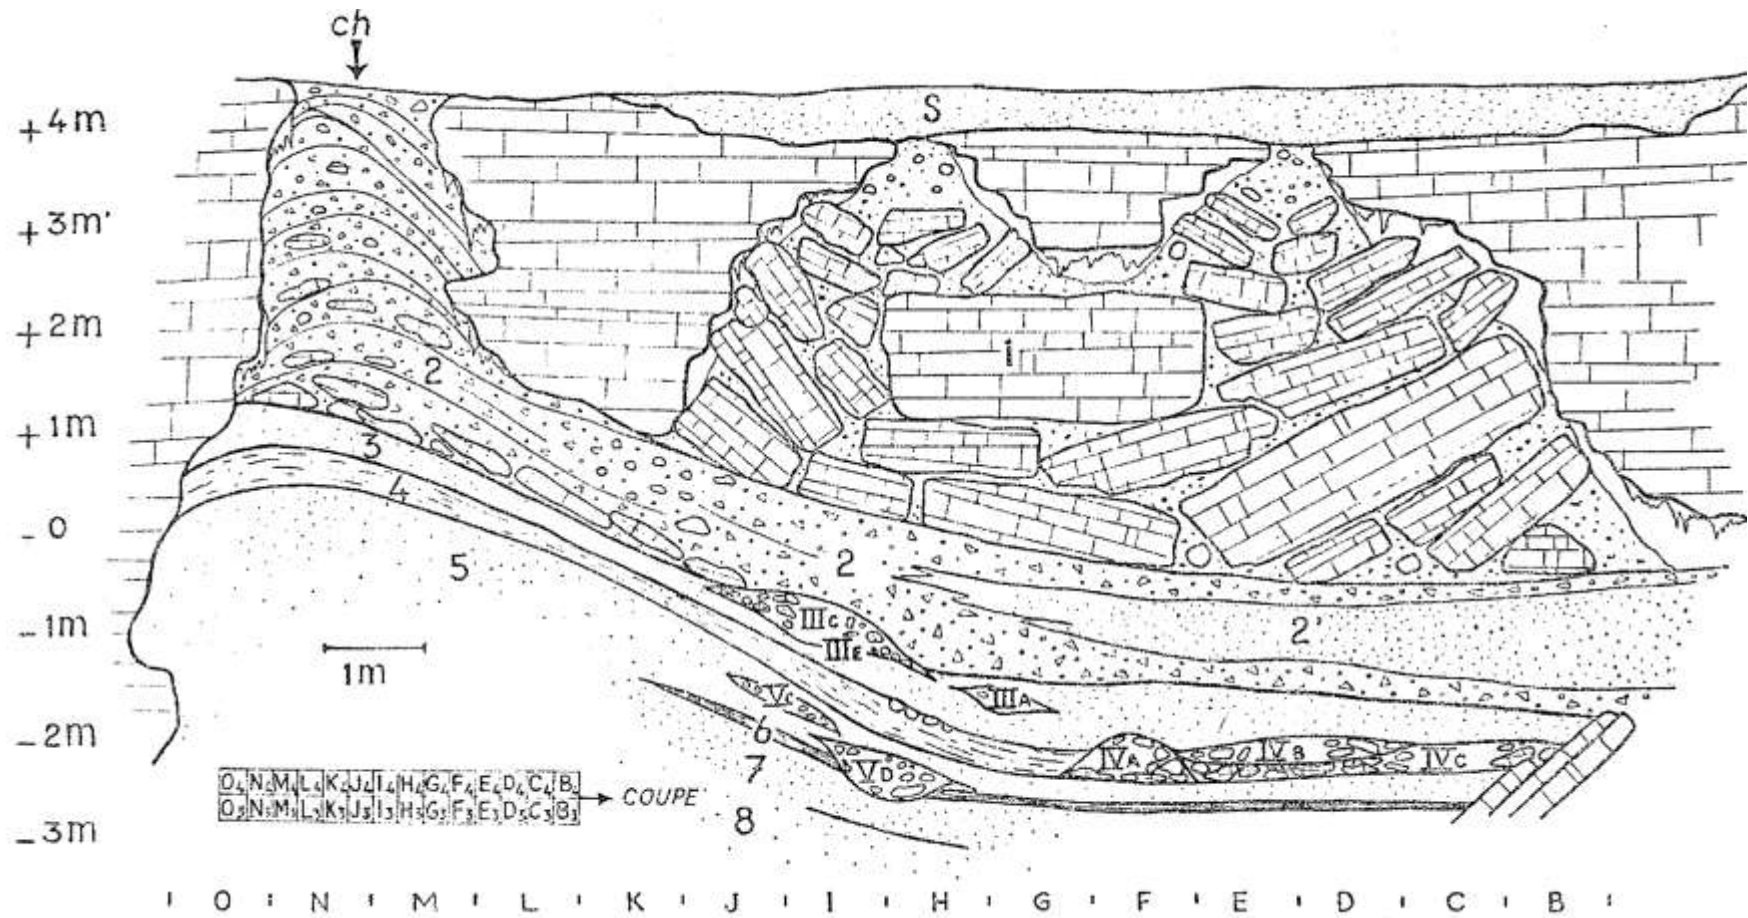 ch
+4m
S
+3m'
+2m
1
2
+1m
3
4
-0
5
2
IIIC
-1m
2'
IIIE
1m
IIIA
VC
-2m
6
IVA
IVB
IVC
7
VD
O₄ N₄ M₄ L₄ K₄ J₄ I₄ H₄ G₄ F₄ E₄ D₄ C₄ B₄
O₃ N₃ M₃ L₃ K₃ J₃ I₃ H₃ G₃ F₃ E₃ D₃ C₃ B₃
COUPE
8
-3m
O N M L K J I H G F E D C B